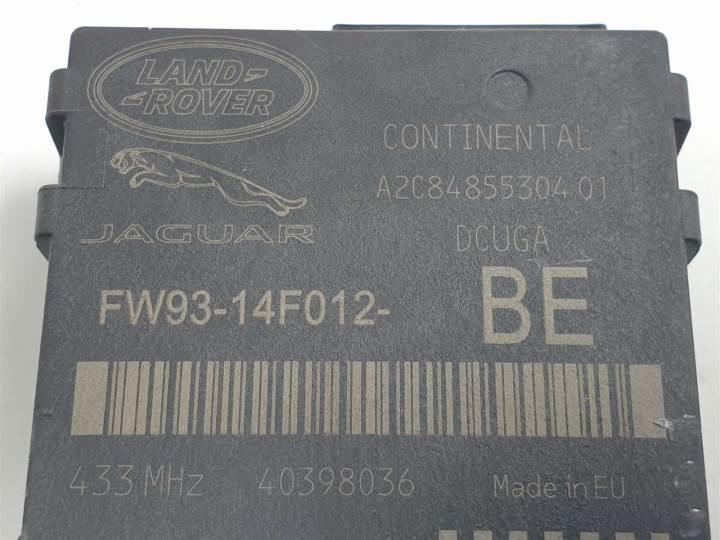 LAND-
-ROVER
CONTINENTAL
A2C84855304 01
JAGUAR
DCUGA
FW93-14F012- BE
433 MHz 40398036 Made in EU